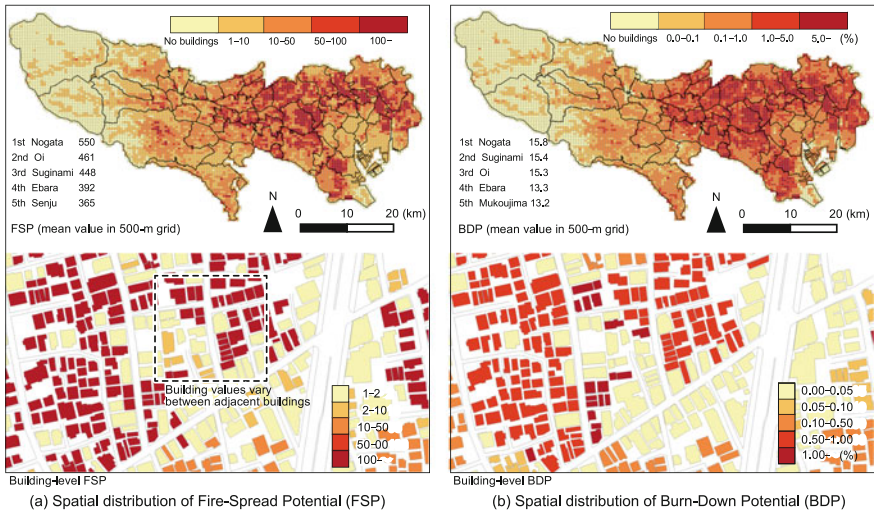 No buildings 1–10 10–50 50–100 100–
1st Nogata 550
2nd Oi 461
3rd Suginami 448
4th Ebara 392
5th Senju 365
N
0 10 20 (km)
FSP (mean value in 500-m grid)
Building values vary
between adjacent buildings
1–2
2–10
10–50
50–00
100–
Building-level FSP
(a) Spatial distribution of Fire-Spread Potential (FSP)
No buildings 0.0–0.1 0.1–1.0 1.0–5.0 5.0– (%)
1st Nogata 15.8
2nd Suginami 15.4
3rd Oi 15.3
4th Ebara 13.3
5th Mukoujima 13.2
N
0 10 20 (km)
BDP (mean value in 500-m grid)
0.00–0.05
0.05–0.10
0.10–0.50
0.50–1.00
1.00– (%)
Building-level BDP
(b) Spatial distribution of Burn-Down Potential (BDP)